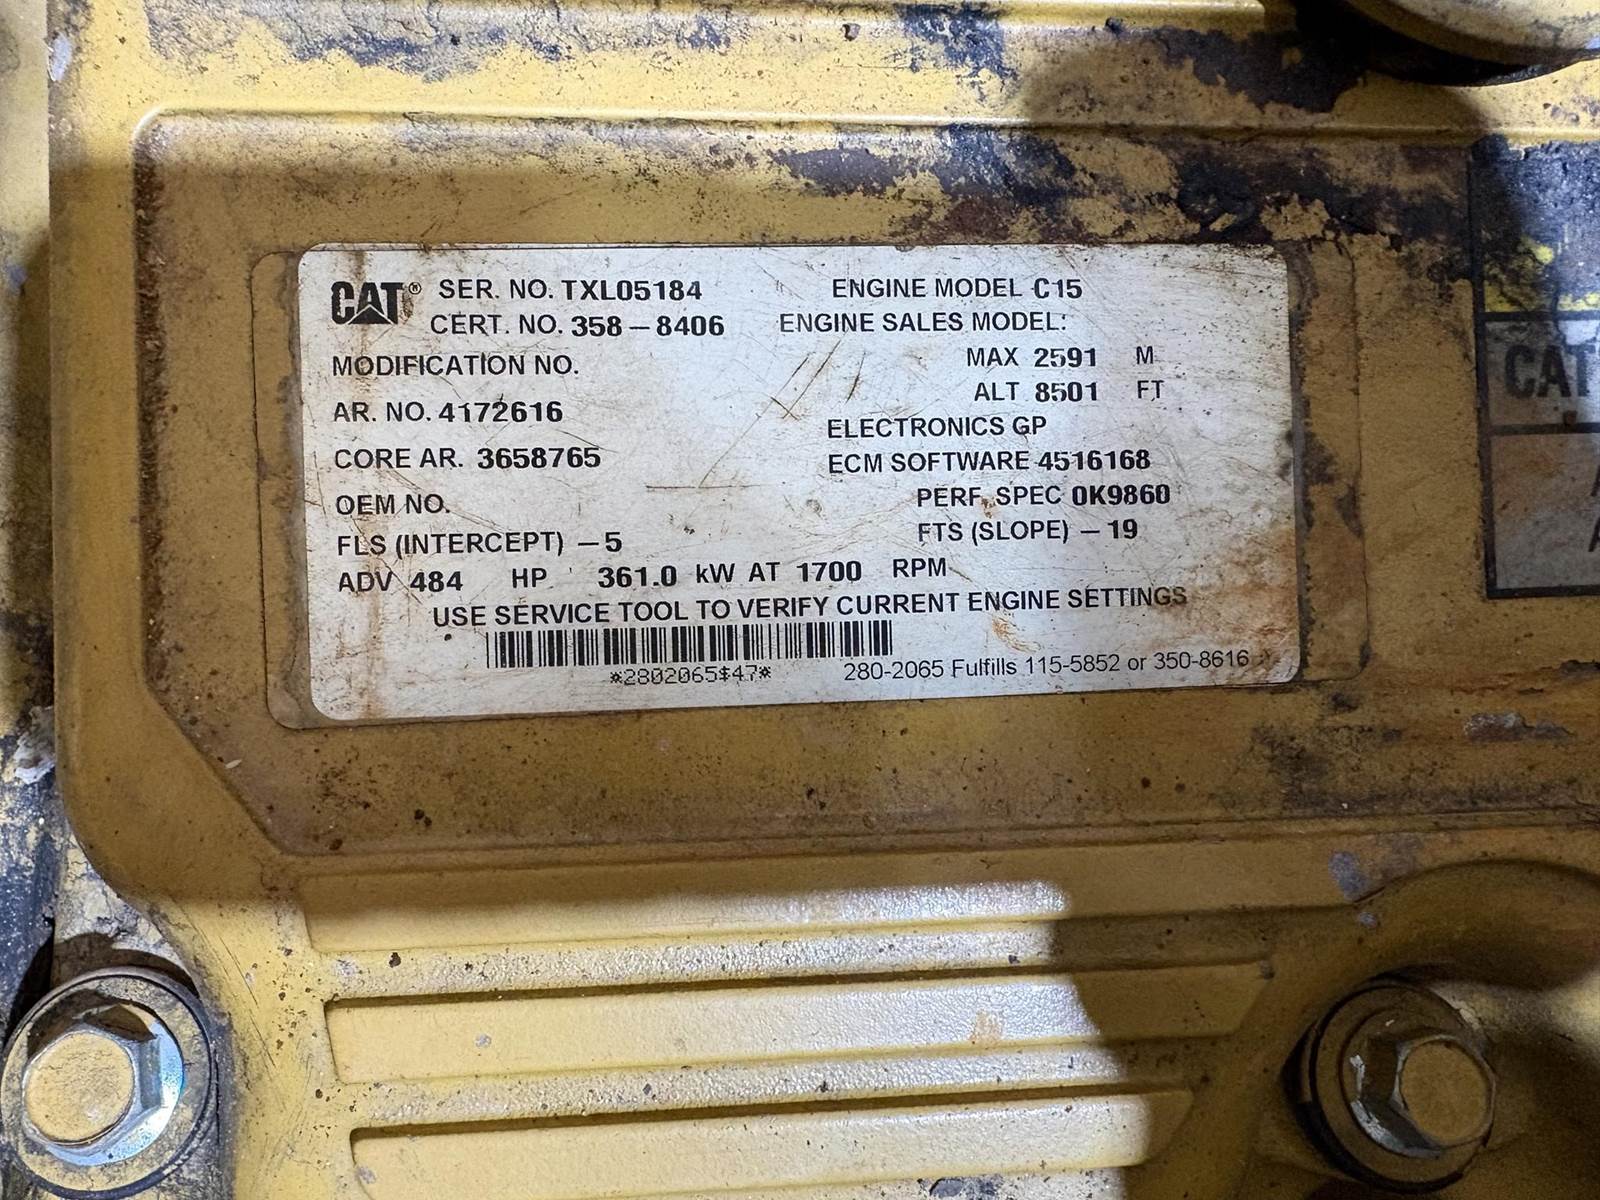 CAT® SER. NO. TXL05184 ENGINE MODEL C15
CERT. NO. 358-8406 ENGINE SALES MODEL:
MODIFICATION NO. MAX 2591 M
ALT 8501 FT
AR. NO. 4172616
ELECTRONICS GP
CORE AR. 3658765 ECM SOFTWARE 4516168
OEM NO. PERF. SPEC 0K9860
FLS (INTERCEPT) -5 FTS (SLOPE) -19
ADV 484 HP 361.0 kW AT 1700 RPM
USE SERVICE TOOL TO VERIFY CURRENT ENGINE SETTINGS
*2802065$47* 280-2065 Fulfills 115-5852 or 350-8616
CAT